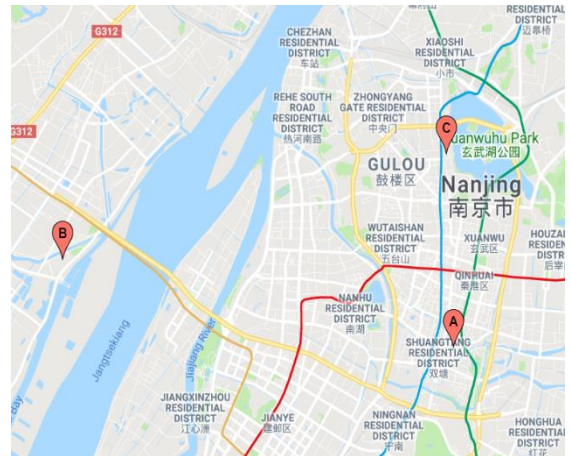 G312
CHEZHAN
RESIDENTIAL
DISTRICT
车站
RESIDENTIAL
DISTRICT
迈皋桥
XIAOSHI
RESIDENTIAL
DISTRICT
小市
G312
REHE SOUTH
ROAD
RESIDENTIAL
DISTRICT
热河南路
ZHONGYANG
GATE RESIDENTIAL
DISTRICT
中央门
C
Xuanwuhu Park
玄武湖公园
GULOU
鼓楼区
Nanjing
南京市
B
WUTAISHAN
RESIDENTIAL
DISTRICT
五台山
XUANWU
玄武区
HOUZAI
RESIDENTIAL
DISTRICT
后宰
QINHUAI
秦淮区
NANHU
RESIDENTIAL
DISTRICT
南湖
A
SHUANGTANG
RESIDENTIAL
DISTRICT
双塘
Jiajiang River
Jangtsekiang
Bay
JIANGXINZHOU
RESIDENTIAL
DISTRICT
江心洲
JIANYE
建邺区
NINGNAN
RESIDENTIAL
DISTRICT
宁南
HONGHUA
RESIDENTIAL
DISTRICT
红花